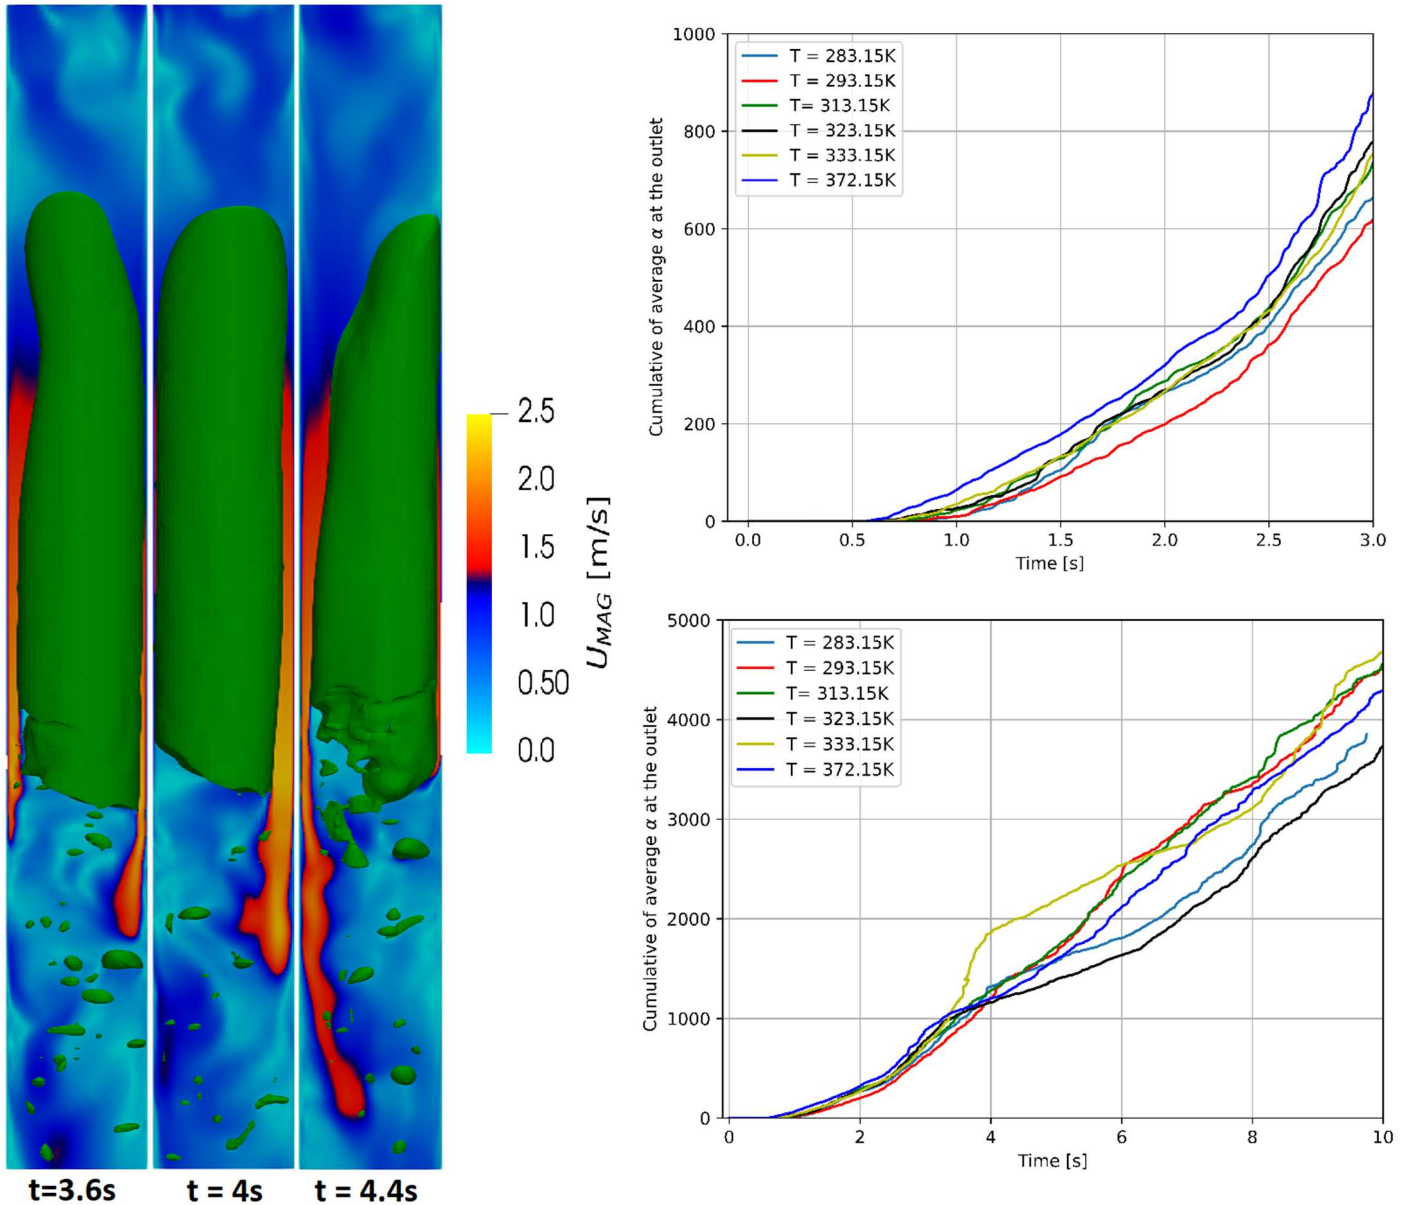 t=3.6s
t = 4s
t = 4.4s
2.5
2.0
1.5
1.0
0.50
0.0
U_MAG [m/s]
1000
800
600
400
200
0
Cumulative of average α at the outlet
T = 283.15K
T = 293.15K
T= 313.15K
T = 323.15K
T = 333.15K
T = 372.15K
0.0 0.5 1.0 1.5 2.0 2.5 3.0
Time [s]
5000
4000
3000
2000
1000
0
Cumulative of average α at the outlet
T = 283.15K
T = 293.15K
T= 313.15K
T = 323.15K
T = 333.15K
T = 372.15K
0 2 4 6 8 10
Time [s]